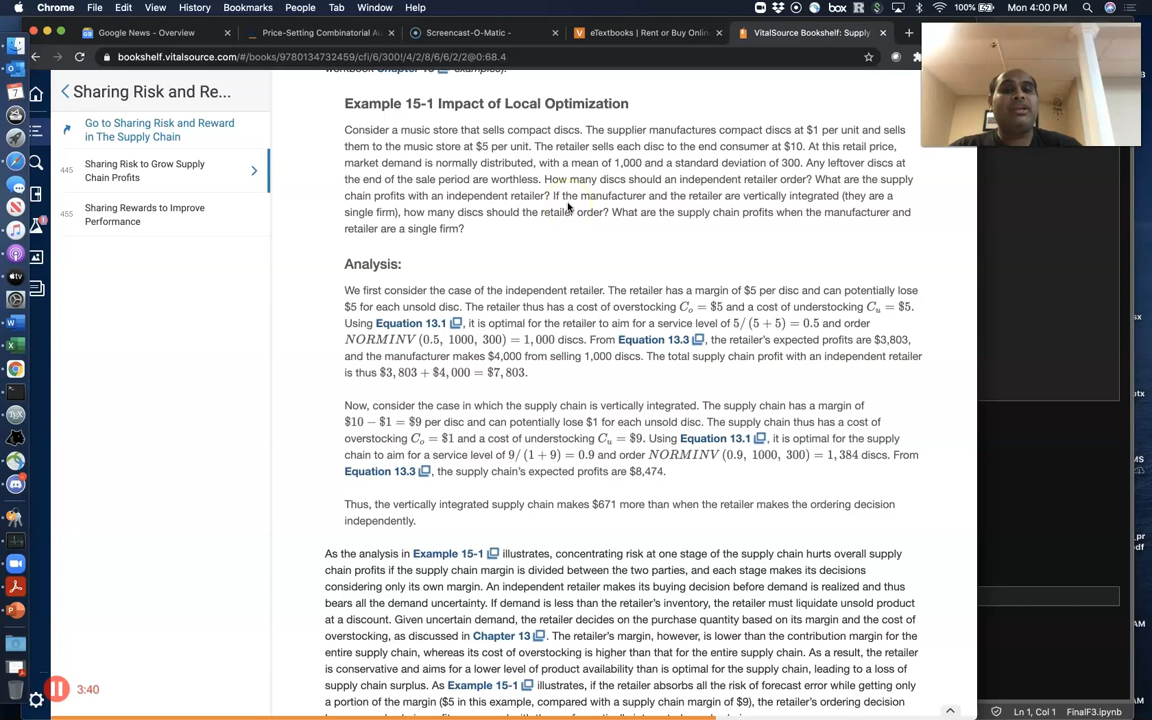 Chrome File Edit View History Bookmarks People Tab Window Help
box R 100% Mon 4:00 PM
Google News - Overview
Price-Setting Combinatorial Au
Screencast-O-Matic -
eTextbooks | Rent or Buy Onlin
VitalSource Bookshelf: Supply
bookshelf.vitalsource.com/#/books/9780134732459/cfi/6/300!/4/2/8/6/6/2/2@0:68.4
Sharing Risk and Re...
Go to Sharing Risk and Reward
in The Supply Chain
445 Sharing Risk to Grow Supply
Chain Profits
455 Sharing Rewards to Improve
Performance
Example 15-1 Impact of Local Optimization
Consider a music store that sells compact discs. The supplier manufactures compact discs at $1 per unit and sells
them to the music store at $5 per unit. The retailer sells each disc to the end consumer at $10. At this retail price,
market demand is normally distributed, with a mean of 1,000 and a standard deviation of 300. Any leftover discs at
the end of the sale period are worthless. How many discs should an independent retailer order? What are the supply
chain profits with an independent retailer? If the manufacturer and the retailer are vertically integrated (they are a
single firm), how many discs should the retailer order? What are the supply chain profits when the manufacturer and
retailer are a single firm?
Analysis:
We first consider the case of the independent retailer. The retailer has a margin of $5 per disc and can potentially lose
$5 for each unsold disc. The retailer thus has a cost of overstocking Co = $5 and a cost of understocking Cu = $5.
Using Equation 13.1, it is optimal for the retailer to aim for a service level of 5/(5 + 5) = 0.5 and order
NORMINV (0.5, 1000, 300) = 1,000 discs. From Equation 13.3, the retailer's expected profits are $3,803,
and the manufacturer makes $4,000 from selling 1,000 discs. The total supply chain profit with an independent retailer
is thus $3,803 + $4,000 = $7,803.
Now, consider the case in which the supply chain is vertically integrated. The supply chain has a margin of
$10 − $1 = $9 per disc and can potentially lose $1 for each unsold disc. The supply chain thus has a cost of
overstocking Co = $1 and a cost of understocking Cu = $9. Using Equation 13.1, it is optimal for the supply
chain to aim for a service level of 9/(1 + 9) = 0.9 and order NORMINV (0.9, 1000, 300) = 1,384 discs. From
Equation 13.3, the supply chain's expected profits are $8,474.
Thus, the vertically integrated supply chain makes $671 more than when the retailer makes the ordering decision
independently.
As the analysis in Example 15-1 illustrates, concentrating risk at one stage of the supply chain hurts overall supply
chain profits if the supply chain margin is divided between the two parties, and each stage makes its decisions
considering only its own margin. An independent retailer makes its buying decision before demand is realized and thus
bears all the demand uncertainty. If demand is less than the retailer's inventory, the retailer must liquidate unsold product
at a discount. Given uncertain demand, the retailer decides on the purchase quantity based on its margin and the cost of
overstocking, as discussed in Chapter 13. The retailer's margin, however, is lower than the contribution margin for the
entire supply chain, whereas its cost of overstocking is higher than that for the entire supply chain. As a result, the retailer
is conservative and aims for a lower level of product availability than is optimal for the supply chain, leading to a loss of
supply chain surplus. As Example 15-1 illustrates, if the retailer absorbs all the risk of forecast error while getting only
a portion of the margin ($5 in this example, compared with a supply chain margin of $9), the retailer's ordering decision
3:40
Ln 1, Col 1 FinalF3.ipynb